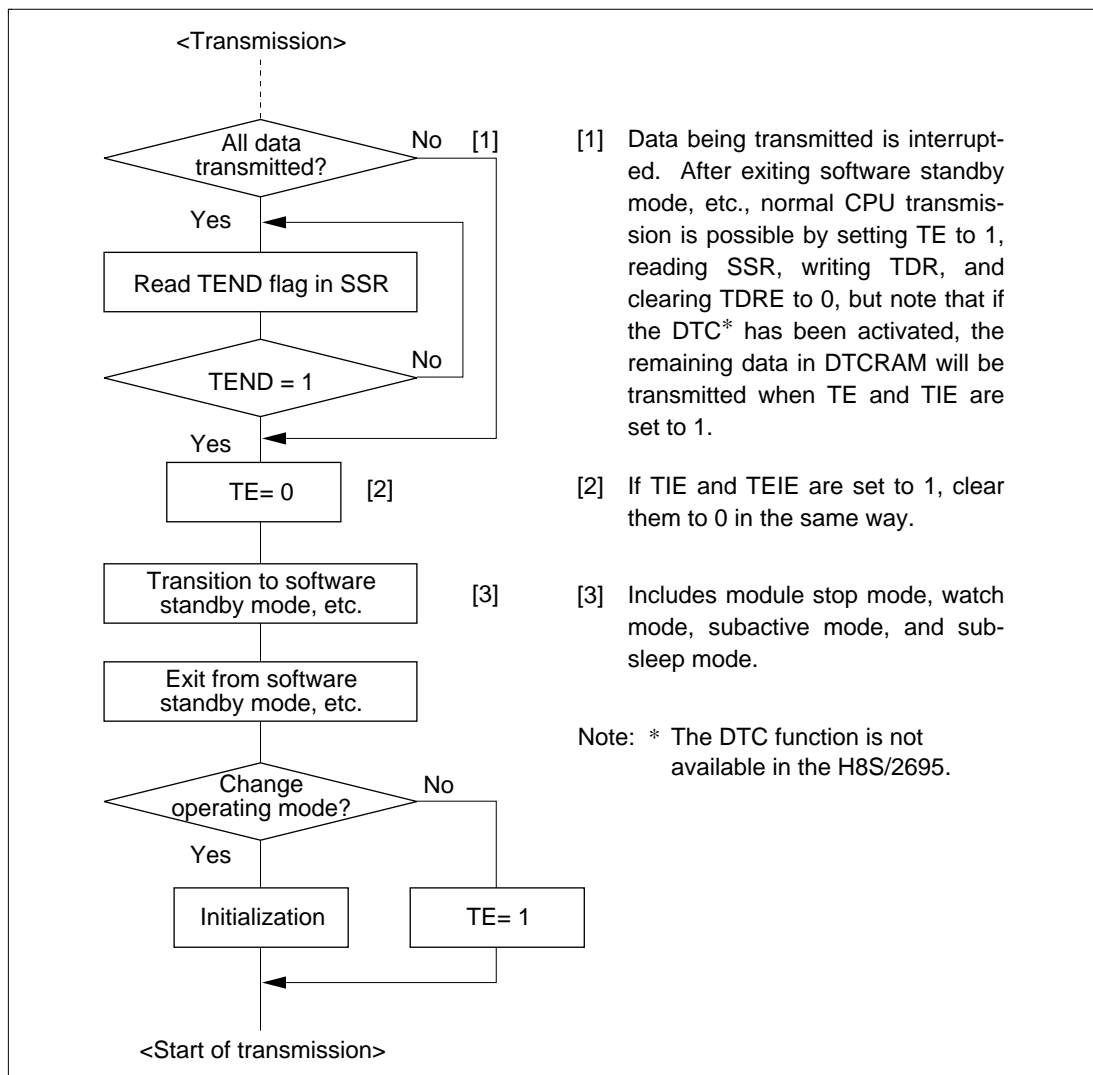 <Transmission>
All data
transmitted?
No
[1]
Yes
Read TEND flag in SSR
TEND = 1
No
Yes
TE= 0
[2]
Transition to software
standby mode, etc.
[3]
Exit from software
standby mode, etc.
Change
operating mode?
No
Yes
Initialization
TE= 1
<Start of transmission>
[1] Data being transmitted is interrupt-
ed. After exiting software standby
mode, etc., normal CPU transmis-
sion is possible by setting TE to 1,
reading SSR, writing TDR, and
clearing TDRE to 0, but note that if
the DTC* has been activated, the
remaining data in DTCRAM will be
transmitted when TE and TIE are
set to 1.
[2] If TIE and TEIE are set to 1, clear
them to 0 in the same way.
[3] Includes module stop mode, watch
mode, subactive mode, and sub-
sleep mode.
Note: * The DTC function is not
available in the H8S/2695.